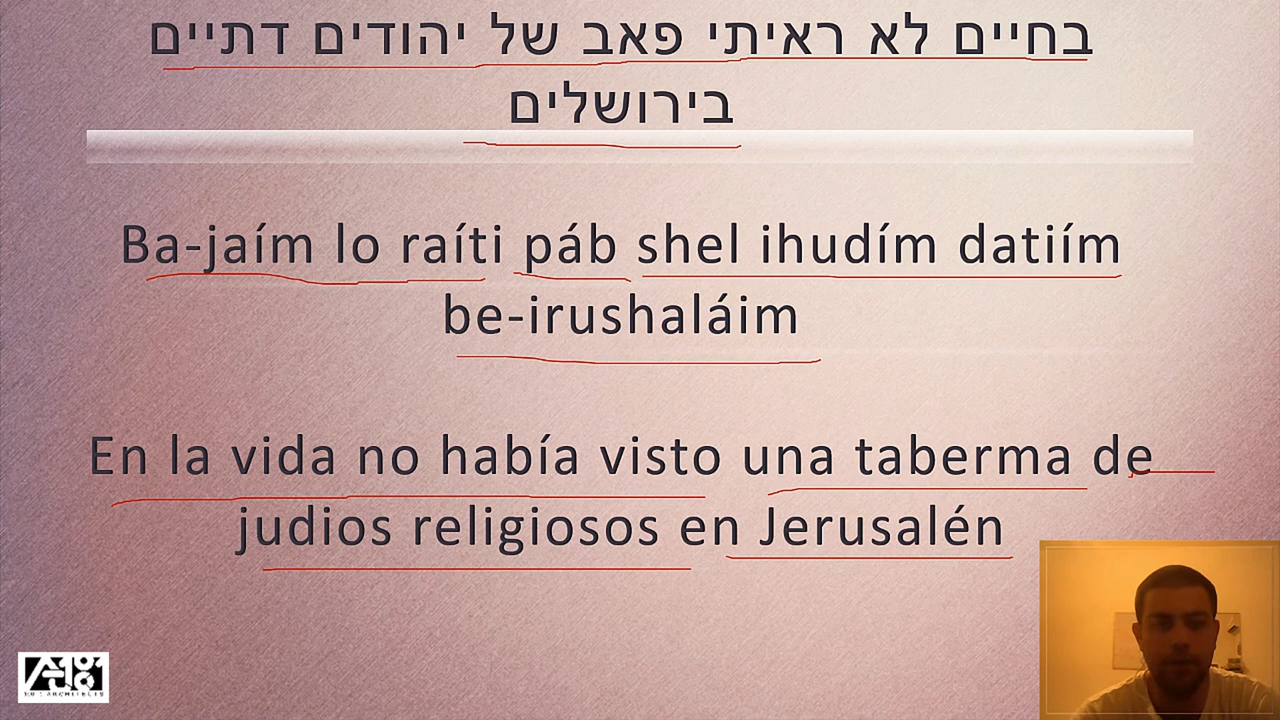 בחיים לא ראיתי פאב של יהודים דתיים
בירושלים
Ba-jaím lo raíti páb shel ihudím datiím
be-irushaláim
En la vida no había visto una taberma de
judios religiosos en Jerusalén